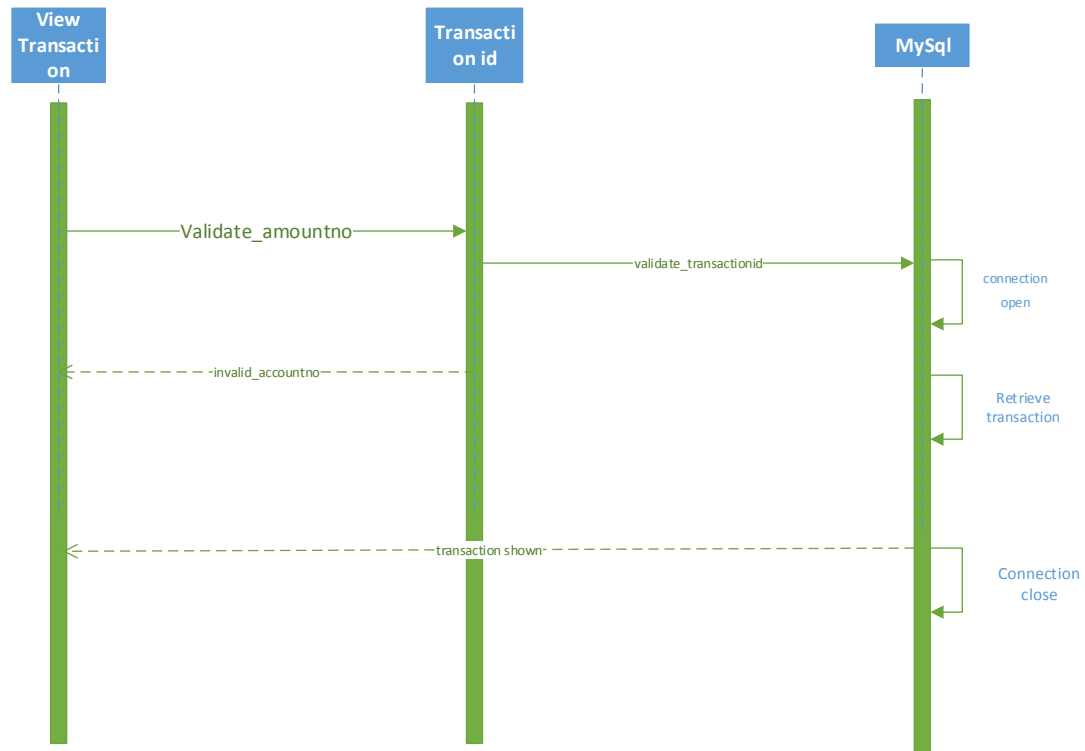 View
Transacti
on
Transacti
on id
MySql
Validate_amountno
validate_transactionid
connection
open
invalid_accountno
Retrieve
transaction
transaction shown
Connection
close